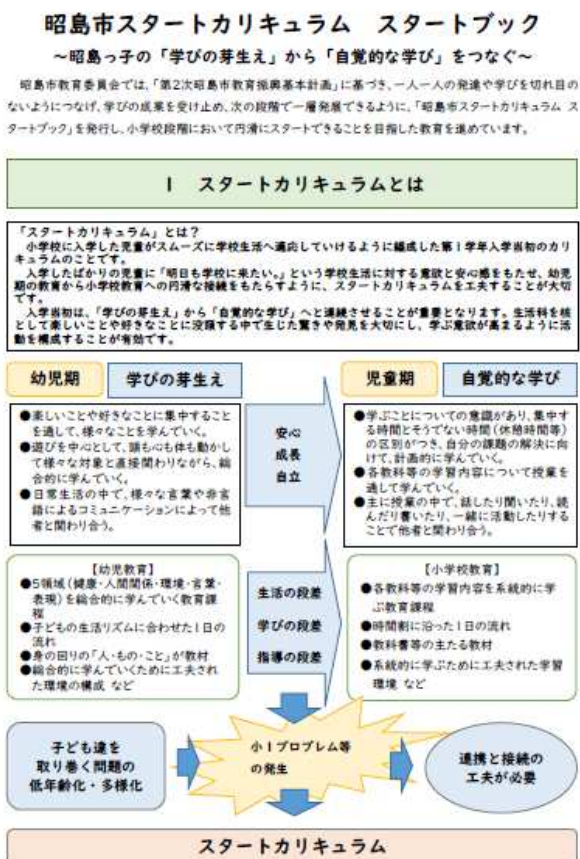 昭島市スタートカリキュラム　スタートブック
～昭島っ子の「学びの芽生え」から「自覚的な学び」をつなぐ～
昭島市教育委員会では、「第2次昭島市教育振興基本計画」に基づき、一人一人の発達や学びを切れ目の
ないようにつなげ、学びの成果を受け止め、次の段階で一層発展できるように、「昭島市スタートカリキュラム ス
タートブック」を発行し、小学校段階において円滑にスタートできることを目指した教育を進めています。
1　スタートカリキュラムとは
「スタートカリキュラム」とは？
小学校に入学した児童がスムーズに学校生活へ適応していけるように編成した第1学年入学当初のカリ
キュラムのことです。
入学したばかりの児童に「明日も学校に来たい。」という学校生活に対する意欲と安心感をもたせ、幼児
期の教育から小学校教育への円滑な接続をもたらすように、スタートカリキュラムを工夫することが大切
です。
入学当初は、「学びの芽生え」から「自覚的な学び」へと連続させることが重要となります。生活科を核
として楽しいことや好きなことに没頭する中で生じた驚きや発見を大切にし、学ぶ意欲が高まるように活
動を構成することが有効です。
幼児期
学びの芽生え
●楽しいことや好きなことに集中すること
を通して、様々なことを学んでいく。
●遊びを中心として、頭も心も体も動かし
て様々な対象と直接関わりながら、総
合的に学んでいく。
●日常生活の中で、様々な言葉や非言
語によるコミュニケーションによって他
者と関わり合う。
安心
成長
自立
児童期
自覚的な学び
●学ぶことについての意識があり、集中す
る時間とそうでない時間（休憩時間等）
の区別がつき、自分の課題の解決に向
けて、計画的に学んでいく。
●各教科等の学習内容について授業を
通して学んでいく。
●主に授業の中で、話したり聞いたり、読
んだり書いたり、一緒に活動したりする
ことで他者と関わり合う。
【幼児教育】
●5領域（健康・人間関係・環境・言葉・
表現）を総合的に学んでいく教育課
程
●子どもの生活リズムに合わせた1日の
流れ
●身の回りの「人・もの・こと」が教材
●総合的に学んでいくために工夫され
た環境の構成 など
生活の段差
学びの段差
指導の段差
【小学校教育】
●各教科等の学習内容を系統的に学
ぶ教育課程
●時間割に沿った1日の流れ
●教科書等の主たる教材
●系統的に学ぶために工夫された学習
環境 など
子ども達を
取り巻く問題の
低年齢化・多様化
小1プロブレム等
の発生
連携と接続の
工夫が必要
スタートカリキュラム